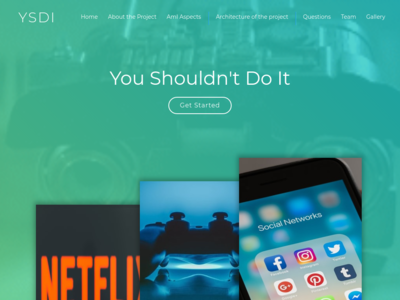 YSDI
Home About the Project Aml Aspects Architecture of the project Questions Team Gallery
You Shouldn't Do It
Get Started
Social Networks
NETFLIX